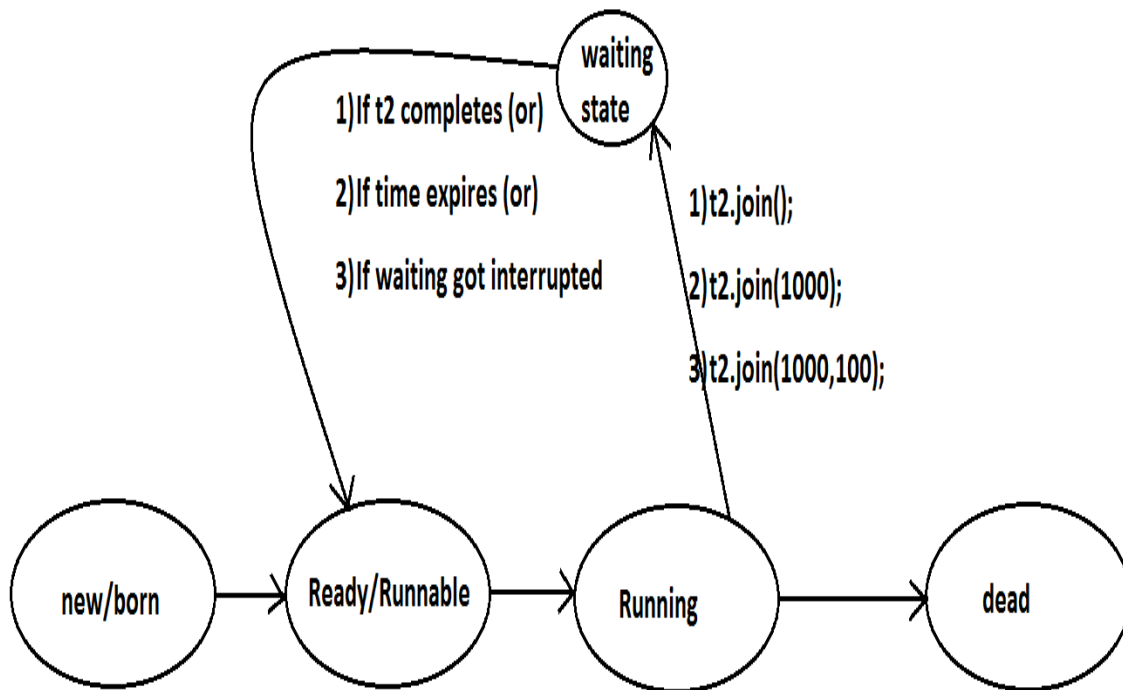 waiting
state
1)If t2 completes (or)
2)If time expires (or)
3)If waiting got interrupted
1)t2.join();
2)t2.join(1000);
3)t2.join(1000,100);
new/born
Ready/Runnable
Running
dead